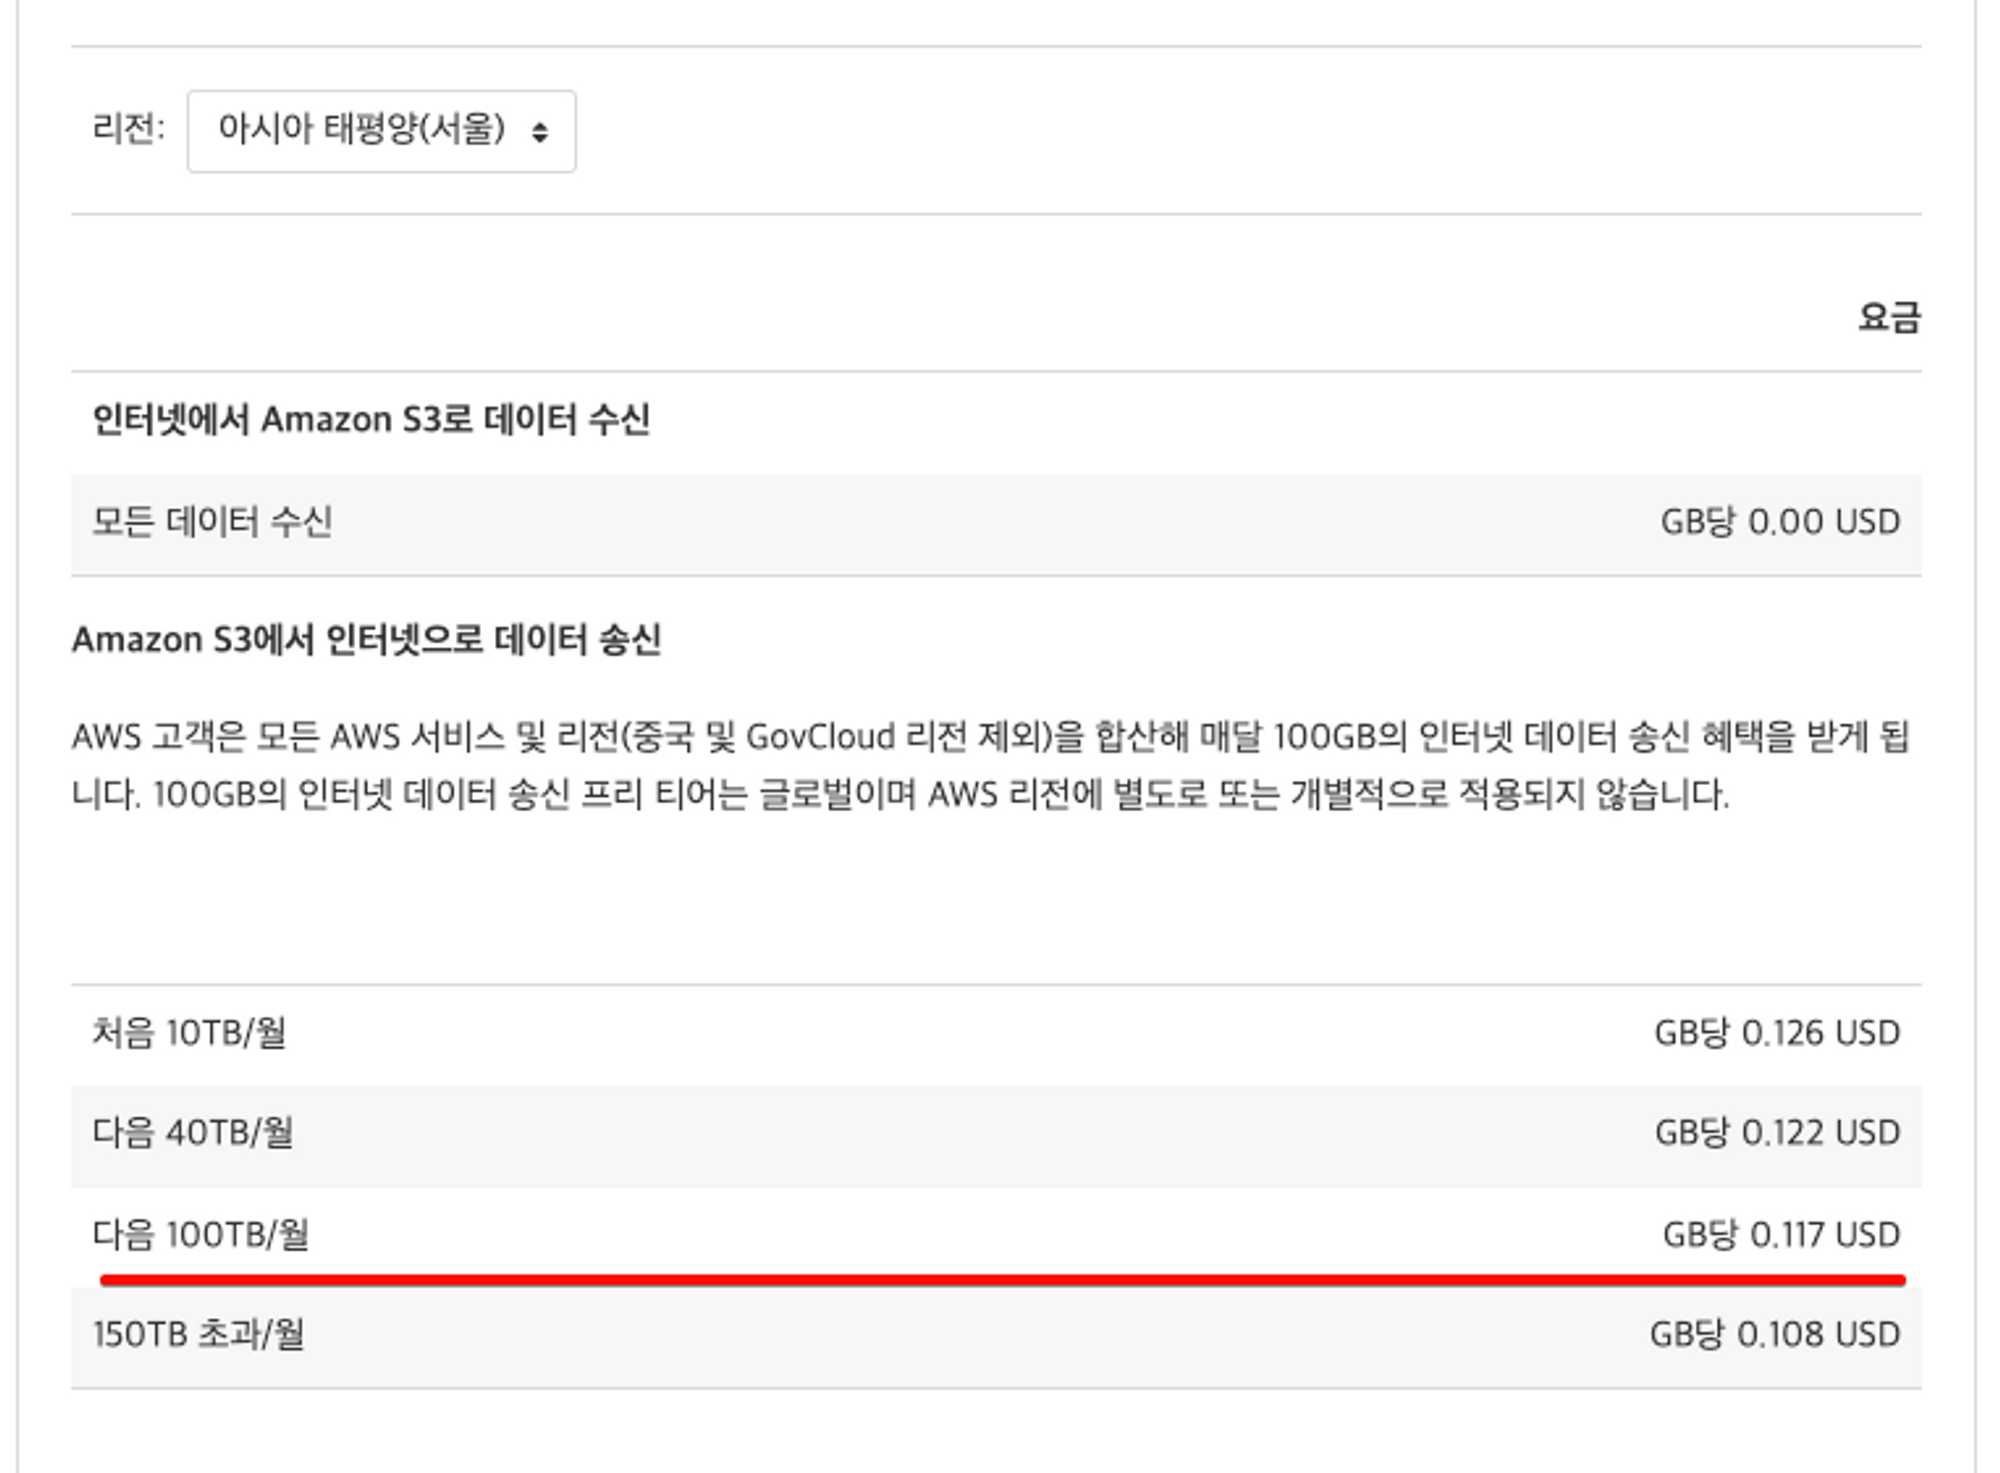 리전: 아시아 태평양(서울)
요금
인터넷에서 Amazon S3로 데이터 수신
모든 데이터 수신 GB당 0.00 USD
Amazon S3에서 인터넷으로 데이터 송신
AWS 고객은 모든 AWS 서비스 및 리전(중국 및 GovCloud 리전 제외)을 합산해 매달 100GB의 인터넷 데이터 송신 혜택을 받게 됩
니다. 100GB의 인터넷 데이터 송신 프리 티어는 글로벌이며 AWS 리전에 별도로 또는 개별적으로 적용되지 않습니다.
처음 10TB/월 GB당 0.126 USD
다음 40TB/월 GB당 0.122 USD
다음 100TB/월 GB당 0.117 USD
150TB 초과/월 GB당 0.108 USD